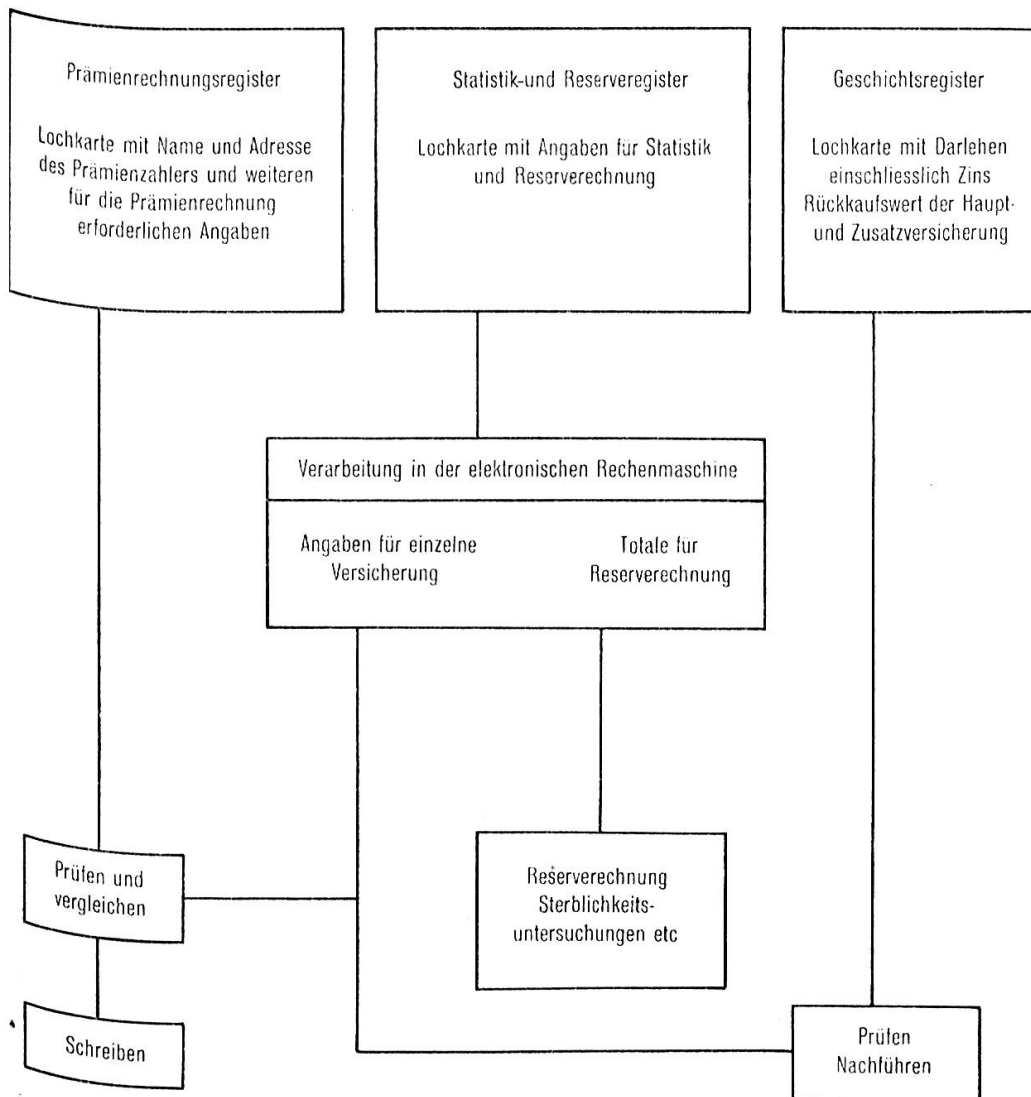 Prämienrechnungsregister
Lochkarte mit Name und Adresse
des Prämienzahlers und weiteren
für die Prämienrechnung
erforderlichen Angaben
Statistik-und Reserveregister
Lochkarte mit Angaben für Statistik
und Reserverechnung
Geschichtsregister
Lochkarte mit Darlehen
einschliesslich Zins
Rückkaufswert der Haupt-
und Zusatzversicherung
Verarbeitung in der elektronischen Rechenmaschine
Angaben für einzelne
Versicherung
Totale für
Reserverechnung
Prüfen und
vergleichen
Reserverechnung
Sterblichkeits-
untersuchungen etc
Schreiben
Prüfen
Nachführen